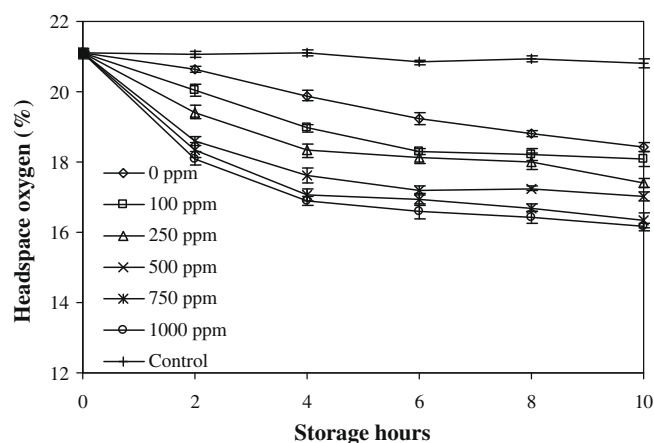 22
20
18
16
14
12
Headspace oxygen (%)
0 ppm
100 ppm
250 ppm
500 ppm
750 ppm
1000 ppm
Control
0 2 4 6 8 10
Storage hours